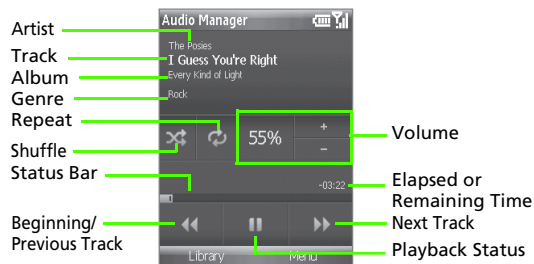 Audio Manager
Artist
The Posies
Track
I Guess You're Right
Album
Every Kind of Light
Genre
Rock
Repeat
55%
+
−
Volume
Shuffle
Status Bar
-03:22
Elapsed or
Remaining Time
Beginning/
Previous Track
Next Track
Playback Status
Library
Menu